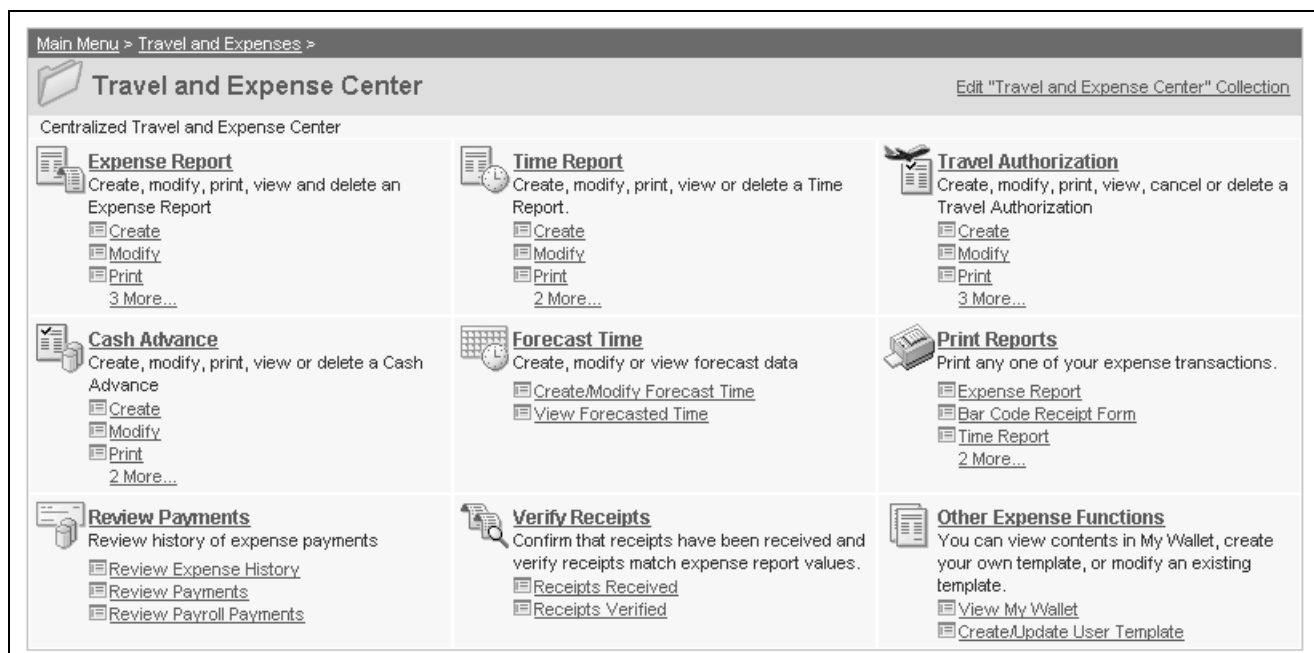 Main Menu > Travel and Expenses >
Travel and Expense Center
Edit "Travel and Expense Center" Collection
Centralized Travel and Expense Center
Expense Report
Create, modify, print, view and delete an
Expense Report
Create
Modify
Print
3 More...
Time Report
Create, modify, print, view or delete a Time
Report.
Create
Modify
Print
2 More...
Travel Authorization
Create, modify, print, view, cancel or delete a
Travel Authorization
Create
Modify
Print
3 More...
Cash Advance
Create, modify, print, view or delete a Cash
Advance
Create
Modify
Print
2 More...
Forecast Time
Create, modify or view forecast data
Create/Modify Forecast Time
View Forecasted Time
Print Reports
Print any one of your expense transactions.
Expense Report
Bar Code Receipt Form
Time Report
2 More...
Review Payments
Review history of expense payments
Review Expense History
Review Payments
Review Payroll Payments
Verify Receipts
Confirm that receipts have been received and
verify receipts match expense report values.
Receipts Received
Receipts Verified
Other Expense Functions
You can view contents in My Wallet, create
your own template, or modify an existing
template.
View My Wallet
Create/Update User Template